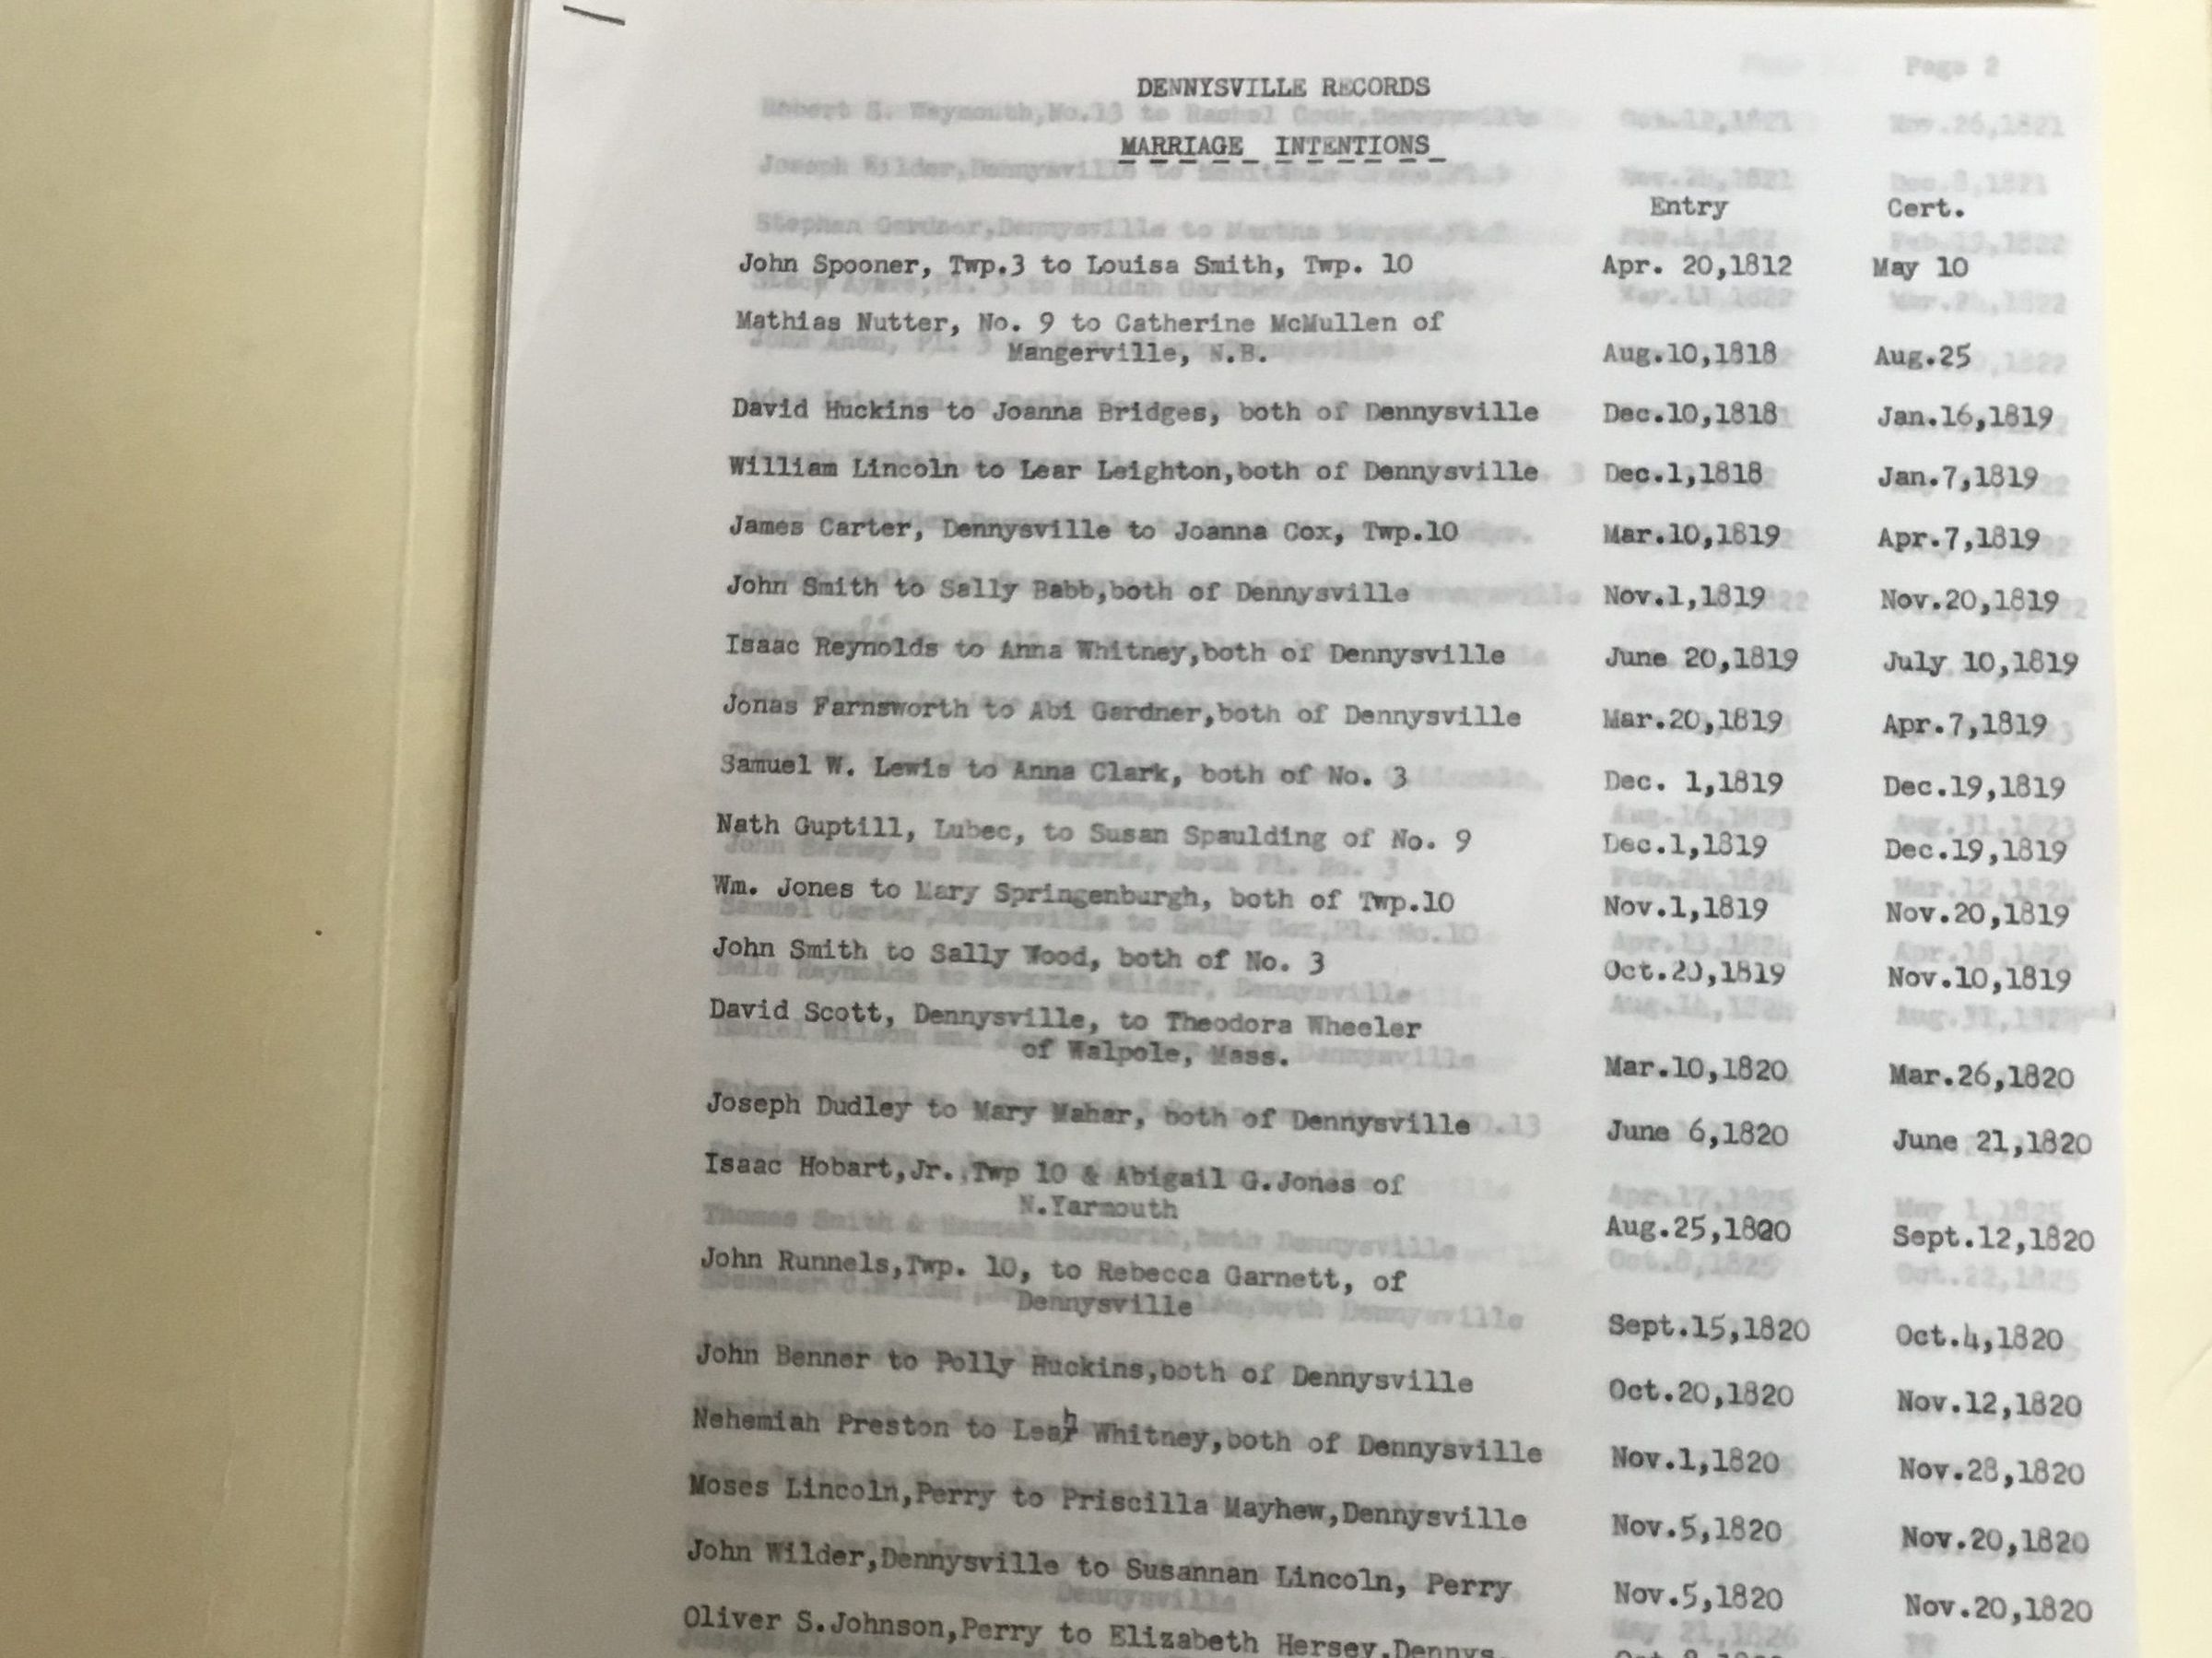 DENNYSVILLE RECORDS
MARRIAGE INTENTIONS
Entry Cert.
John Spooner, Twp.3 to Louisa Smith, Twp. 10 Apr. 20,1812 May 10
Mathias Nutter, No. 9 to Catherine McMullen of
Mangerville, N.B. Aug.10,1818 Aug.25
David Huckins to Joanna Bridges, both of Dennysville Dec.10,1818 Jan.16,1819
William Lincoln to Lear Leighton,both of Dennysville Dec.1,1818 Jan.7,1819
James Carter, Dennysville to Joanna Cox, Twp.10 Mar.10,1819 Apr.7,1819
John Smith to Sally Babb,both of Dennysville Nov.1,1819 Nov.20,1819
Isaac Reynolds to Anna Whitney,both of Dennysville June 20,1819 July 10,1819
Jonas Farnsworth to Abi Gardner,both of Dennysville Mar.20,1819 Apr.7,1819
Samuel W. Lewis to Anna Clark, both of No. 3 Dec. 1,1819 Dec.19,1819
Nath Guptill, Lubec, to Susan Spaulding of No. 9 Dec.1,1819 Dec.19,1819
Wm. Jones to Mary Springenburgh, both of Twp.10 Nov.1,1819 Nov.20,1819
John Smith to Sally Wood, both of No. 3 Oct.20,1819 Nov.10,1819
David Scott, Dennysville, to Theodora Wheeler
of Walpole, Mass. Mar.10,1820 Mar.26,1820
Joseph Dudley to Mary Mahar, both of Dennysville June 6,1820 June 21,1820
Isaac Hobart,Jr.,Twp 10 & Abigail G.Jones of
N.Yarmouth Aug.25,1820 Sept.12,1820
John Runnels,Twp. 10, to Rebecca Garnett, of
Dennysville Sept.15,1820 Oct.4,1820
John Benner to Polly Huckins,both of Dennysville Oct.20,1820 Nov.12,1820
Nehemiah Preston to Leah Whitney,both of Dennysville Nov.1,1820 Nov.28,1820
Moses Lincoln,Perry to Priscilla Mayhew,Dennysville Nov.5,1820 Nov.20,1820
John Wilder,Dennysville to Susannan Lincoln, Perry Nov.5,1820 Nov.20,1820
Oliver S.Johnson,Perry to Elizabeth Hersey,Dennys.